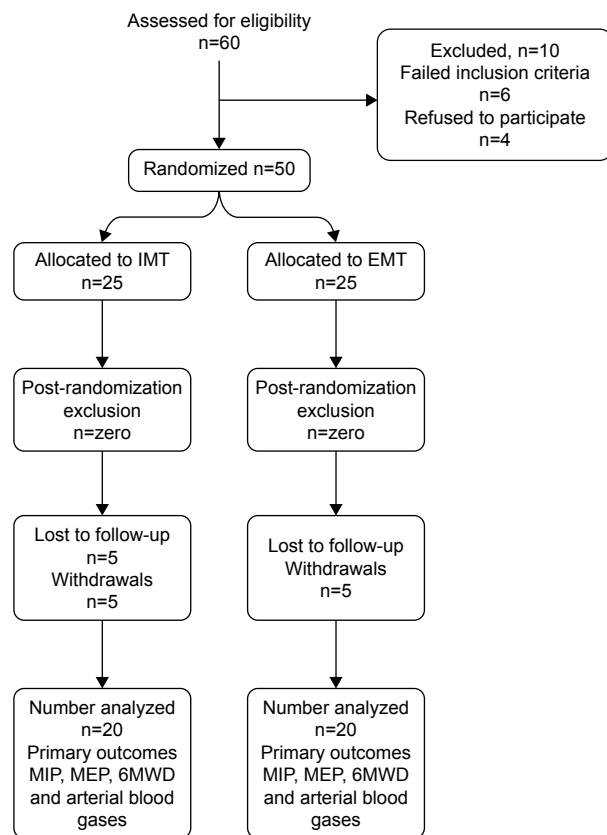 Assessed for eligibility
n=60
Excluded, n=10
Failed inclusion criteria
n=6
Refused to participate
n=4
Randomized n=50
Allocated to IMT
n=25
Allocated to EMT
n=25
Post-randomization
exclusion
n=zero
Post-randomization
exclusion
n=zero
Lost to follow-up
n=5
Withdrawals
n=5
Lost to follow-up
Withdrawals
n=5
Number analyzed
n=20
Primary outcomes
MIP, MEP, 6MWD
and arterial blood
gases
Number analyzed
n=20
Primary outcomes
MIP, MEP, 6MWD
and arterial blood
gases